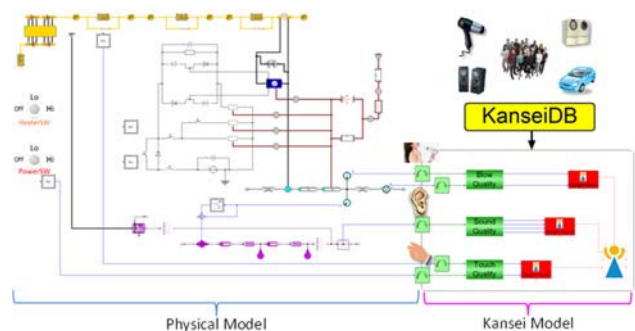 Lo
Off Hi
HeaterSW
Lo
Off Hi
PowerSW
KanseiDB
Blow
Quality
Sound
Quality
Touch
Quality
Physical Model
Kansei Model